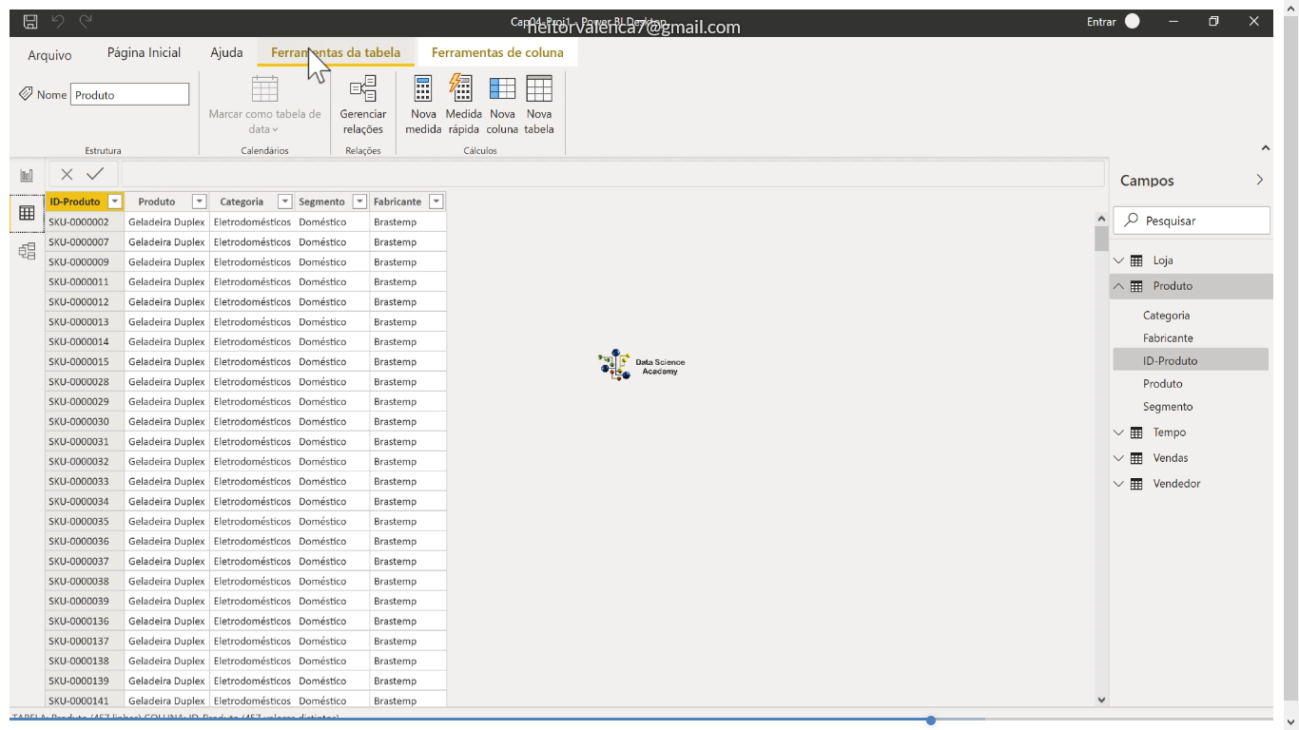 Cap04-Proj1 - Power BI Desktop
heitorvalenca7@gmail.com
Entrar
Arquivo Página Inicial Ajuda Ferramentas da tabela Ferramentas de coluna
Nome Produto
Marcar como tabela de data
Gerenciar relações
Nova medida
Medida rápida
Nova coluna
Nova tabela
Estrutura Calendários Relações Cálculos
Campos
Pesquisar
Loja
Produto
Categoria
Fabricante
ID-Produto
Produto
Segmento
Tempo
Vendas
Vendedor
ID-Produto Produto Categoria Segmento Fabricante
SKU-0000002 Geladeira Duplex Eletrodomésticos Doméstico Brastemp
SKU-0000007 Geladeira Duplex Eletrodomésticos Doméstico Brastemp
SKU-0000009 Geladeira Duplex Eletrodomésticos Doméstico Brastemp
SKU-0000011 Geladeira Duplex Eletrodomésticos Doméstico Brastemp
SKU-0000012 Geladeira Duplex Eletrodomésticos Doméstico Brastemp
SKU-0000013 Geladeira Duplex Eletrodomésticos Doméstico Brastemp
SKU-0000014 Geladeira Duplex Eletrodomésticos Doméstico Brastemp
SKU-0000015 Geladeira Duplex Eletrodomésticos Doméstico Brastemp
SKU-0000028 Geladeira Duplex Eletrodomésticos Doméstico Brastemp
SKU-0000029 Geladeira Duplex Eletrodomésticos Doméstico Brastemp
SKU-0000030 Geladeira Duplex Eletrodomésticos Doméstico Brastemp
SKU-0000031 Geladeira Duplex Eletrodomésticos Doméstico Brastemp
SKU-0000032 Geladeira Duplex Eletrodomésticos Doméstico Brastemp
SKU-0000033 Geladeira Duplex Eletrodomésticos Doméstico Brastemp
SKU-0000034 Geladeira Duplex Eletrodomésticos Doméstico Brastemp
SKU-0000035 Geladeira Duplex Eletrodomésticos Doméstico Brastemp
SKU-0000036 Geladeira Duplex Eletrodomésticos Doméstico Brastemp
SKU-0000037 Geladeira Duplex Eletrodomésticos Doméstico Brastemp
SKU-0000038 Geladeira Duplex Eletrodomésticos Doméstico Brastemp
SKU-0000039 Geladeira Duplex Eletrodomésticos Doméstico Brastemp
SKU-0000136 Geladeira Duplex Eletrodomésticos Doméstico Brastemp
SKU-0000137 Geladeira Duplex Eletrodomésticos Doméstico Brastemp
SKU-0000138 Geladeira Duplex Eletrodomésticos Doméstico Brastemp
SKU-0000139 Geladeira Duplex Eletrodomésticos Doméstico Brastemp
SKU-0000141 Geladeira Duplex Eletrodomésticos Doméstico Brastemp
Data Science
Academy
TABELA: Produto (457 linhas) COLUNA: ID-Produto (457 valores distintos)